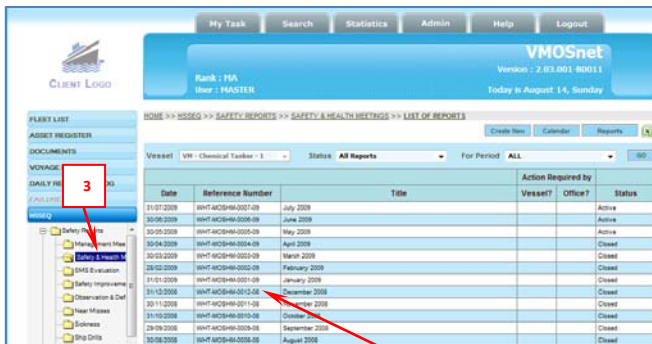 My Task Search Statistics Admin Help Logout
CLIENT LOGO
VMOSnet
Version : 2.03.001-B0011
Rank : MA
User : MASTER
Today is August 14, Sunday
FLEET LIST
ASSET REGISTER
DOCUMENTS
VOYAGE
DAILY RE OG
HSSEQ
3
Safety Reports
Management Mee
Safety & Health M
SMS Evaluation
Safety Improveme
Observation & Def
Near Misses
Sickness
Ship Drills
HOME >> HSSEQ >> SAFETY REPORTS >> SAFETY & HEALTH MEETINGS >> LIST OF REPORTS
Create New Calendar Reports
Vessel VM - Chemical Tanker - 1 Status All Reports For Period ALL GO
Action Required by
Date Reference Number Title Vessel? Office? Status
31/07/2009 WHT-MOSHM-0007-09 July 2009 Active
30/06/2009 WHT-MOSHM-0006-09 June 2009 Active
30/05/2009 WHT-MOSHM-0005-09 May 2009 Active
30/04/2009 WHT-MOSHM-0004-09 April 2009 Closed
30/03/2009 WHT-MOSHM-0003-09 March 2009 Closed
28/02/2009 WHT-MOSHM-0002-09 February 2009 Closed
31/01/2009 WHT-MOSHM-0001-09 January 2009 Closed
31/12/2008 WHT-MOSHM-0012-08 December 2008 Closed
30/11/2008 WHT-MOSHM-0011-08 November 2008 Closed
31/10/2008 WHT-MOSHM-0010-08 October 2008 Closed
29/09/2008 WHT-MOSHM-0009-08 September 2008 Closed
30/08/2008 WHT-MOSHM-0008-08 August 2008 Closed